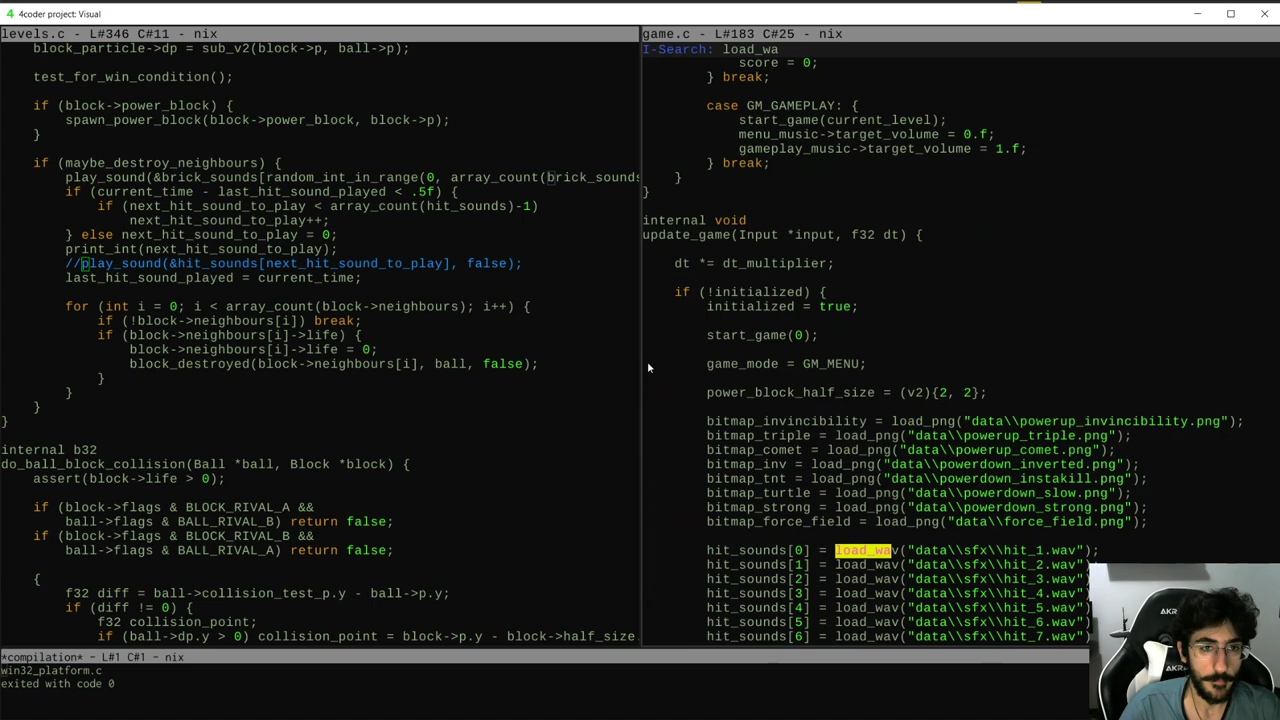 4 4coder project: Visual
levels.c - L#346 C#11 - nix
block_particle->dp = sub_v2(block->p, ball->p);
test_for_win_condition();
if (block->power_block) {
spawn_power_block(block->power_block, block->p);
}
if (maybe_destroy_neighbours) {
play_sound(&brick_sounds[random_int_in_range(0, array_count(brick_sounds
if (current_time - last_hit_sound_played < .5f) {
if (next_hit_sound_to_play < array_count(hit_sounds)-1)
next_hit_sound_to_play++;
} else next_hit_sound_to_play = 0;
print_int(next_hit_sound_to_play);
//play_sound(&hit_sounds[next_hit_sound_to_play], false);
last_hit_sound_played = current_time;
for (int i = 0; i < array_count(block->neighbours); i++) {
if (!block->neighbours[i]) break;
if (block->neighbours[i]->life) {
block->neighbours[i]->life = 0;
block_destroyed(block->neighbours[i], ball, false);
}
}
}
}
internal b32
do_ball_block_collision(Ball *ball, Block *block) {
assert(block->life > 0);
if (block->flags & BLOCK_RIVAL_A &&
ball->flags & BALL_RIVAL_B) return false;
if (block->flags & BLOCK_RIVAL_B &&
ball->flags & BALL_RIVAL_A) return false;
{
f32 diff = ball->collision_test_p.y - ball->p.y;
if (diff != 0) {
f32 collision_point;
if (ball->dp.y > 0) collision_point = block->p.y - block->half_size.
game.c - L#183 C#25 - nix
I-Search: load_wa
score = 0;
} break;
case GM_GAMEPLAY: {
start_game(current_level);
menu_music->target_volume = 0.f;
gameplay_music->target_volume = 1.f;
} break;
}
}
internal void
update_game(Input *input, f32 dt) {
dt *= dt_multiplier;
if (!initialized) {
initialized = true;
start_game(0);
game_mode = GM_MENU;
power_block_half_size = (v2){2, 2};
bitmap_invincibility = load_png("data\\powerup_invincibility.png");
bitmap_triple = load_png("data\\powerup_triple.png");
bitmap_comet = load_png("data\\powerup_comet.png");
bitmap_inv = load_png("data\\powerdown_inverted.png");
bitmap_tnt = load_png("data\\powerdown_instakill.png");
bitmap_turtle = load_png("data\\powerdown_slow.png");
bitmap_strong = load_png("data\\powerdown_strong.png");
bitmap_force_field = load_png("data\\force_field.png");
hit_sounds[0] = load_wav("data\\sfx\\hit_1.wav");
hit_sounds[1] = load_wav("data\\sfx\\hit_2.wav");
hit_sounds[2] = load_wav("data\\sfx\\hit_3.wav");
hit_sounds[3] = load_wav("data\\sfx\\hit_4.wav")
hit_sounds[4] = load_wav("data\\sfx\\hit_5.wav")
hit_sounds[5] = load_wav("data\\sfx\\hit_6.wav")
hit_sounds[6] = load_wav("data\\sfx\\hit_7.wav")
*compilation* - L#1 C#1 - nix
win32_platform.c
exited with code 0
AKR
AKR